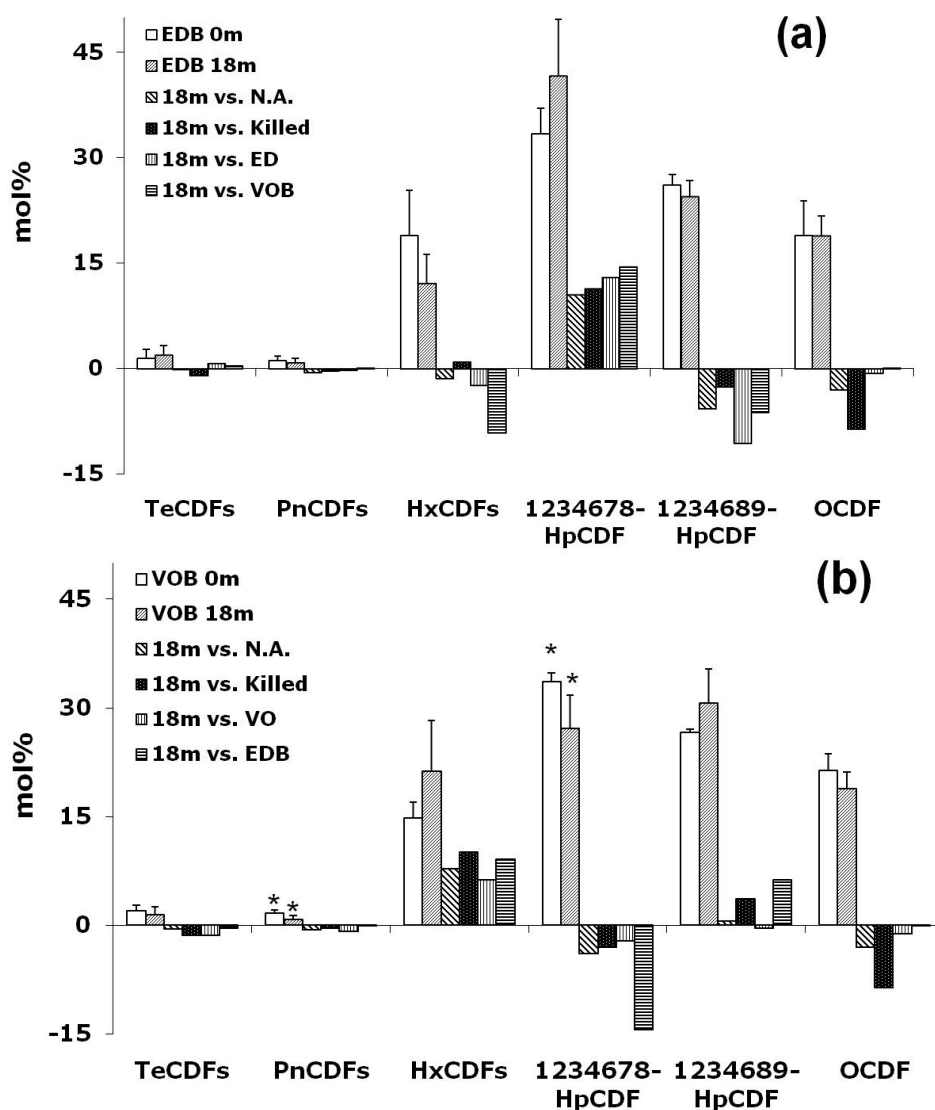 (a)
45
30
15
0
-15
mol%
EDB 0m
EDB 18m
18m vs. N.A.
18m vs. Killed
18m vs. ED
18m vs. VOB
TeCDFs PnCDFs HxCDFs 1234678- 1234689- OCDF
HpCDF HpCDF
(b)
45
30
15
0
-15
mol%
VOB 0m
VOB 18m
18m vs. N.A.
18m vs. Killed
18m vs. VO
18m vs. EDB
* * * *
TeCDFs PnCDFs HxCDFs 1234678- 1234689- OCDF
HpCDF HpCDF